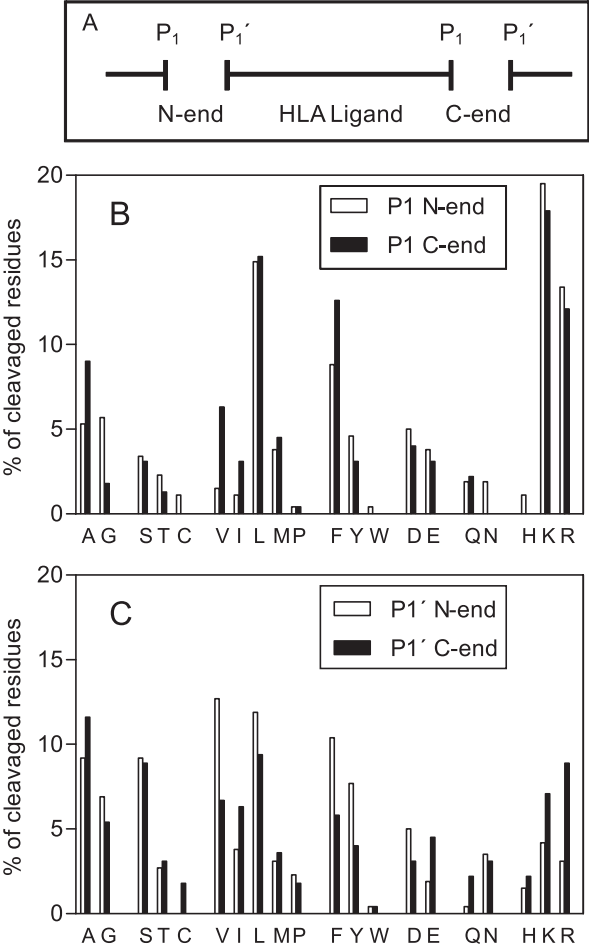 A
P1 P1´ P1 P1´
N-end HLA Ligand C-end
B
P1 N-end
P1 C-end
% of cleavaged residues
20
15
10
5
0
A G S T C V I L M P F Y W D E Q N H K R
C
P1´ N-end
P1´ C-end
% of cleavaged residues
20
15
10
5
0
A G S T C V I L M P F Y W D E Q N H K R